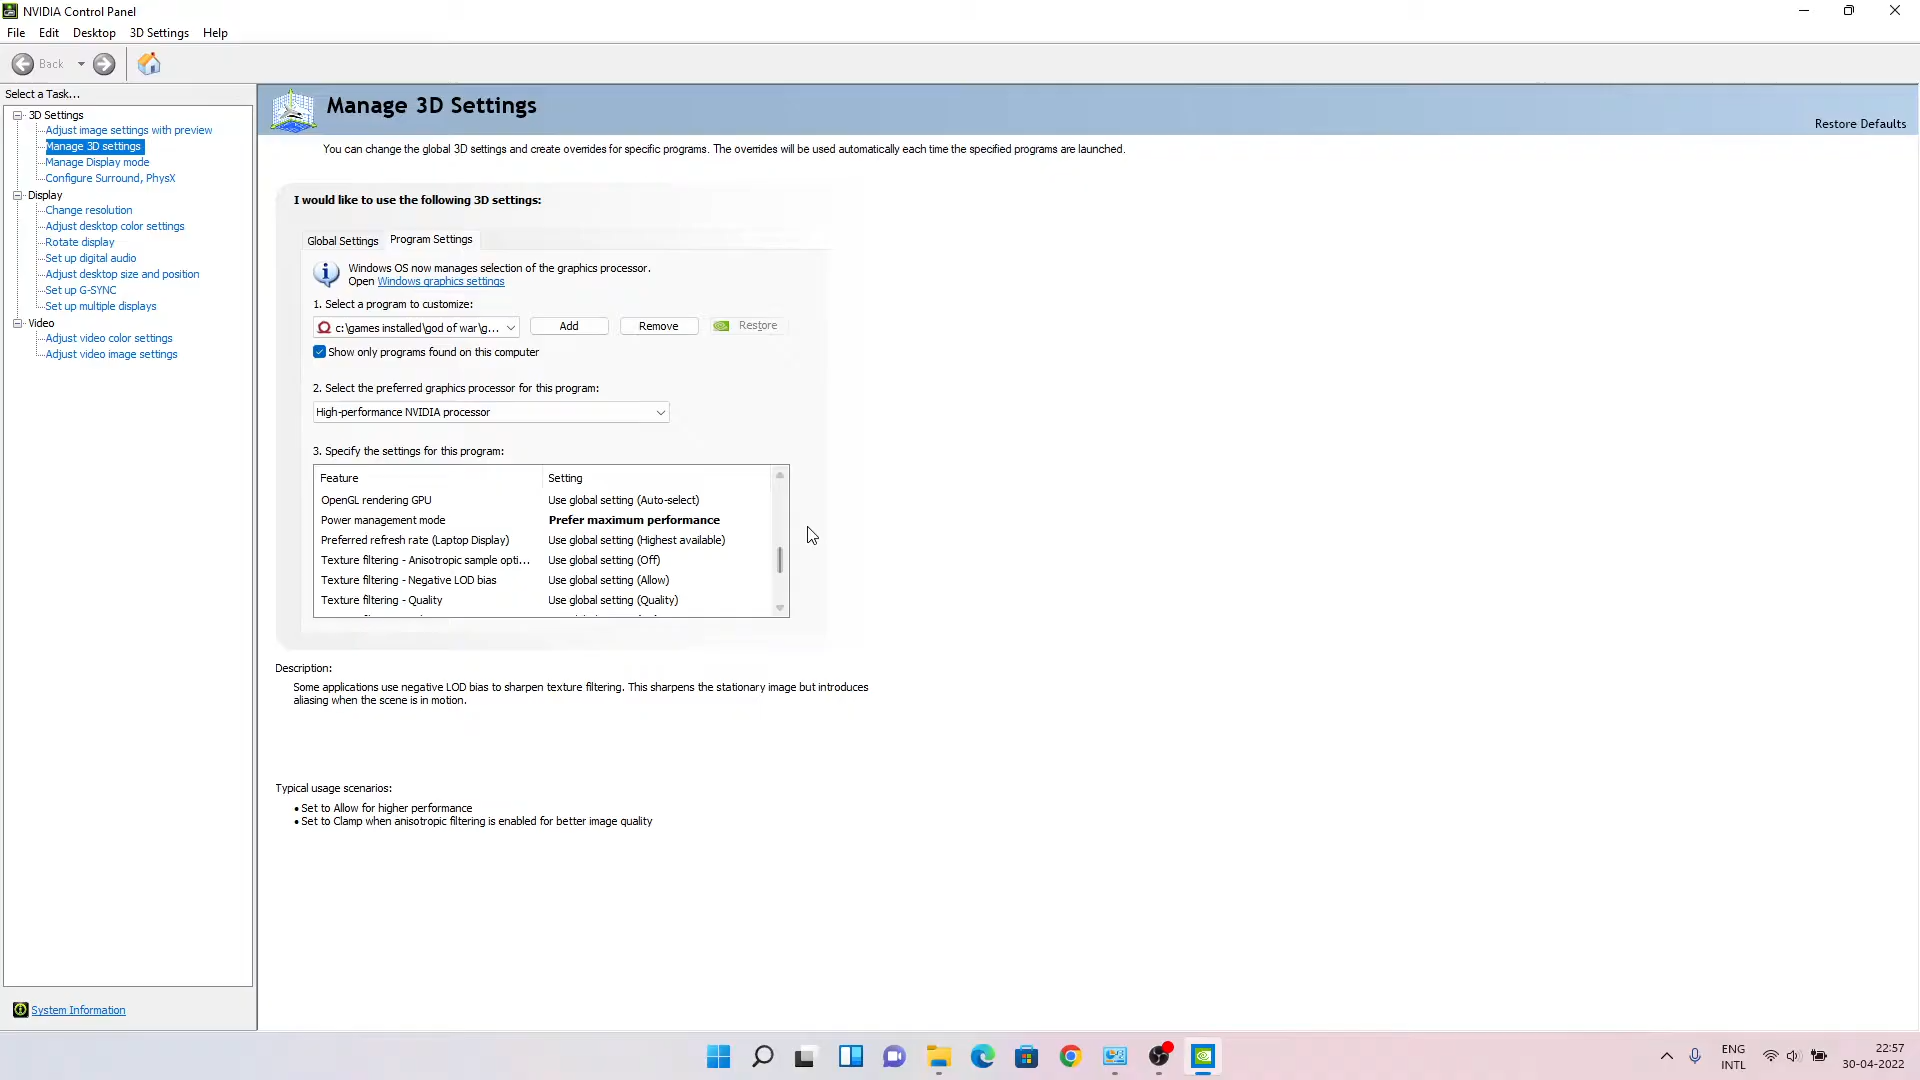 NVIDIA Control Panel
File Edit Desktop 3D Settings Help
Back
Select a Task...
3D Settings
Adjust image settings with preview
Manage 3D settings
Manage Display mode
Configure Surround, PhysX
Display
Change resolution
Adjust desktop color settings
Rotate display
Set up digital audio
Adjust desktop size and position
Set up G-SYNC
Set up multiple displays
Video
Adjust video color settings
Adjust video image settings
System Information
Manage 3D Settings
Restore Defaults
You can change the global 3D settings and create overrides for specific programs. The overrides will be used automatically each time the specified programs are launched.
I would like to use the following 3D settings:
Global Settings Program Settings
Windows OS now manages selection of the graphics processor.
Open Windows graphics settings
1. Select a program to customize:
c:\games installed\god of war\g... Add Remove Restore
Show only programs found on this computer
2. Select the preferred graphics processor for this program:
High-performance NVIDIA processor
3. Specify the settings for this program:
Feature Setting
OpenGL rendering GPU Use global setting (Auto-select)
Power management mode Prefer maximum performance
Preferred refresh rate (Laptop Display) Use global setting (Highest available)
Texture filtering - Anisotropic sample opti... Use global setting (Off)
Texture filtering - Negative LOD bias Use global setting (Allow)
Texture filtering - Quality Use global setting (Quality)
Description:
Some applications use negative LOD bias to sharpen texture filtering. This sharpens the stationary image but introduces
aliasing when the scene is in motion.
Typical usage scenarios:
• Set to Allow for higher performance
• Set to Clamp when anisotropic filtering is enabled for better image quality
ENG
INTL
22:57
30-04-2022